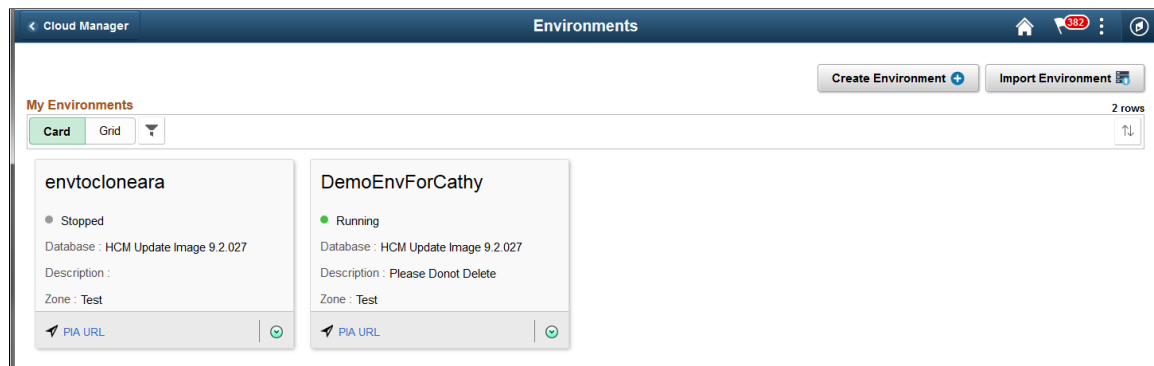 Cloud Manager Environments 382
Create Environment Import Environment
My Environments 2 rows
Card Grid
envtocloneara
Stopped
Database : HCM Update Image 9.2.027
Description :
Zone : Test
PIA URL
DemoEnvForCathy
Running
Database : HCM Update Image 9.2.027
Description : Please Donot Delete
Zone : Test
PIA URL